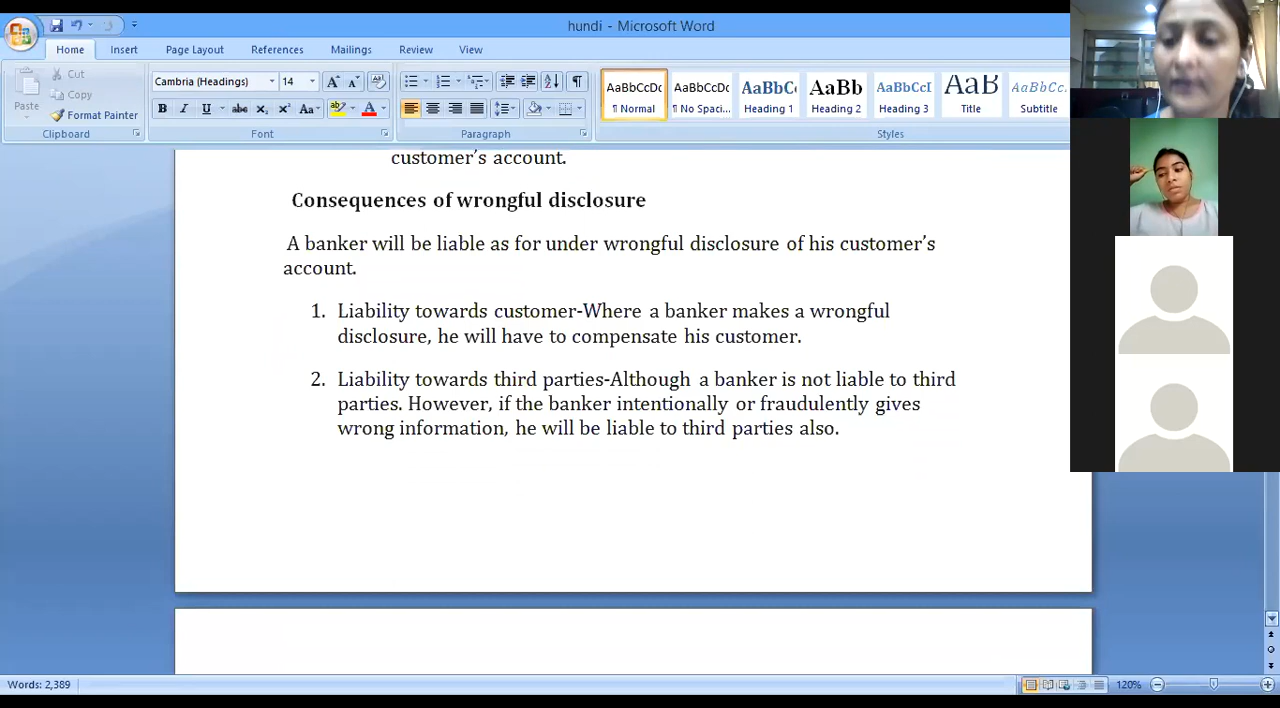 hundi - Microsoft Word
Home Insert Page Layout References Mailings Review View
Cut
Copy
Paste
Format Painter
Clipboard
Cambria (Headings) 14
Font
Paragraph
AaBbCcDc AaBbCcDc AaBbC AaBb AaBbCcI AaB AaBbCcL
¶ Normal ¶ No Spaci... Heading 1 Heading 2 Heading 3 Title Subtitle
Styles
customer’s account.
Consequences of wrongful disclosure
A banker will be liable as for under wrongful disclosure of his customer’s
account.
1. Liability towards customer-Where a banker makes a wrongful
disclosure, he will have to compensate his customer.
2. Liability towards third parties-Although a banker is not liable to third
parties. However, if the banker intentionally or fraudulently gives
wrong information, he will be liable to third parties also.
Words: 2,389
120%